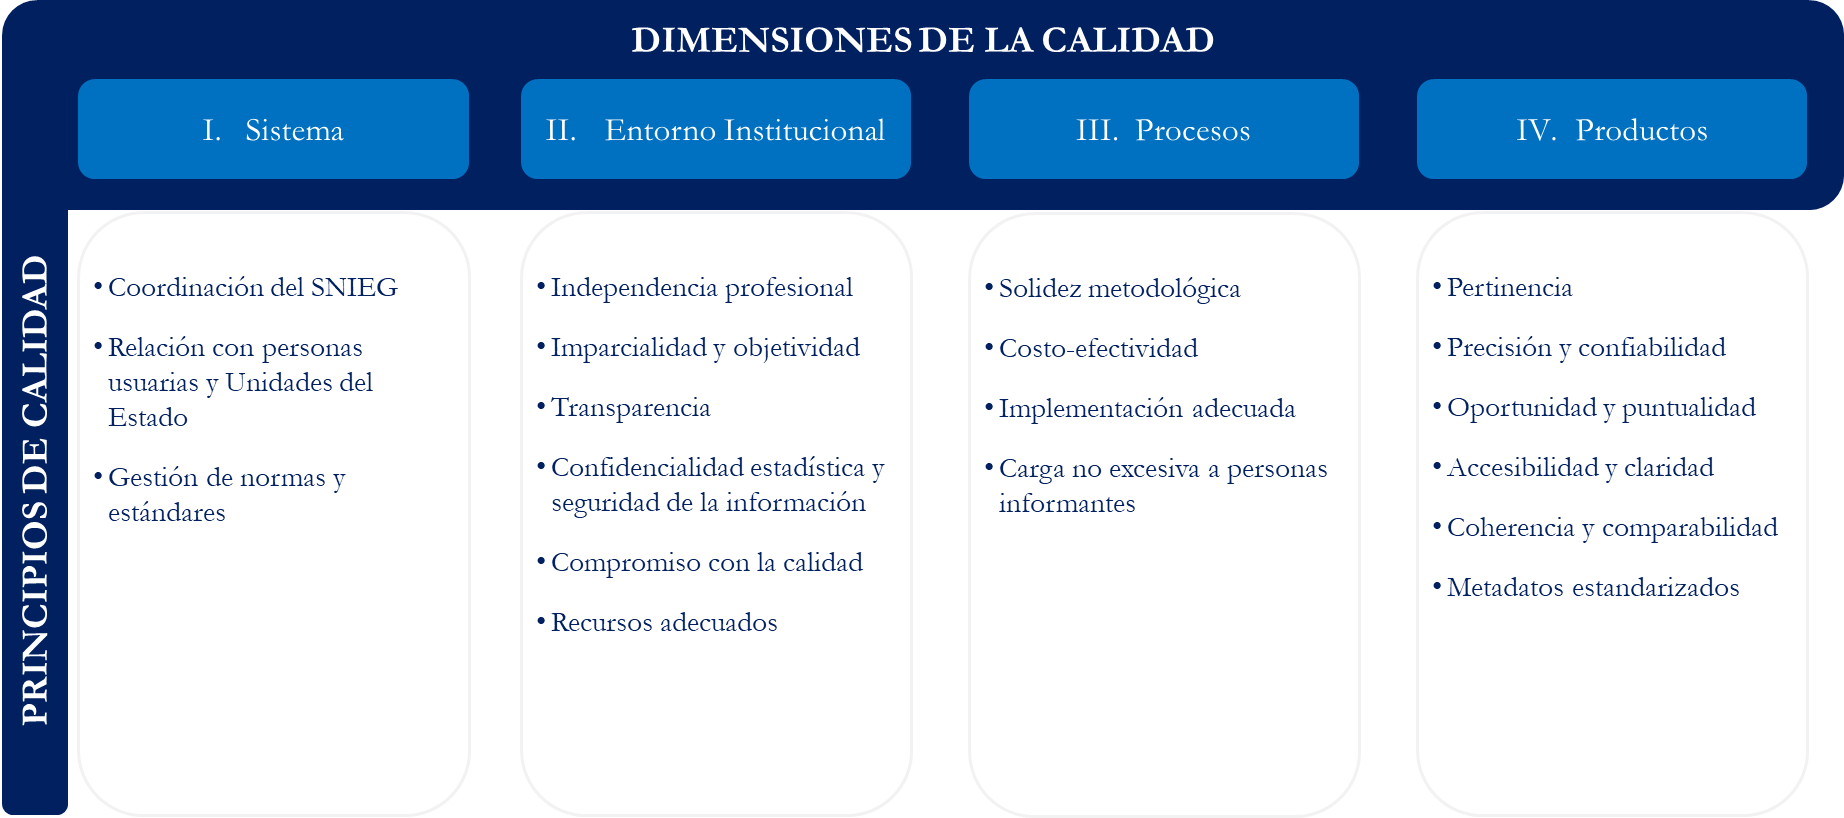 DIMENSIONES DE LA CALIDAD
I. Sistema
II. Entorno Institucional
III. Procesos
IV. Productos
PRINCIPIOS DE CALIDAD
• Coordinación del SNIEG
• Relación con personas
usuarias y Unidades del
Estado
• Gestión de normas y
estándares
• Independencia profesional
• Imparcialidad y objetividad
• Transparencia
• Confidencialidad estadística y
seguridad de la información
• Compromiso con la calidad
• Recursos adecuados
• Solidez metodológica
• Costo-efectividad
• Implementación adecuada
• Carga no excesiva a personas
informantes
• Pertinencia
• Precisión y confiabilidad
• Oportunidad y puntualidad
• Accesibilidad y claridad
• Coherencia y comparabilidad
• Metadatos estandarizados